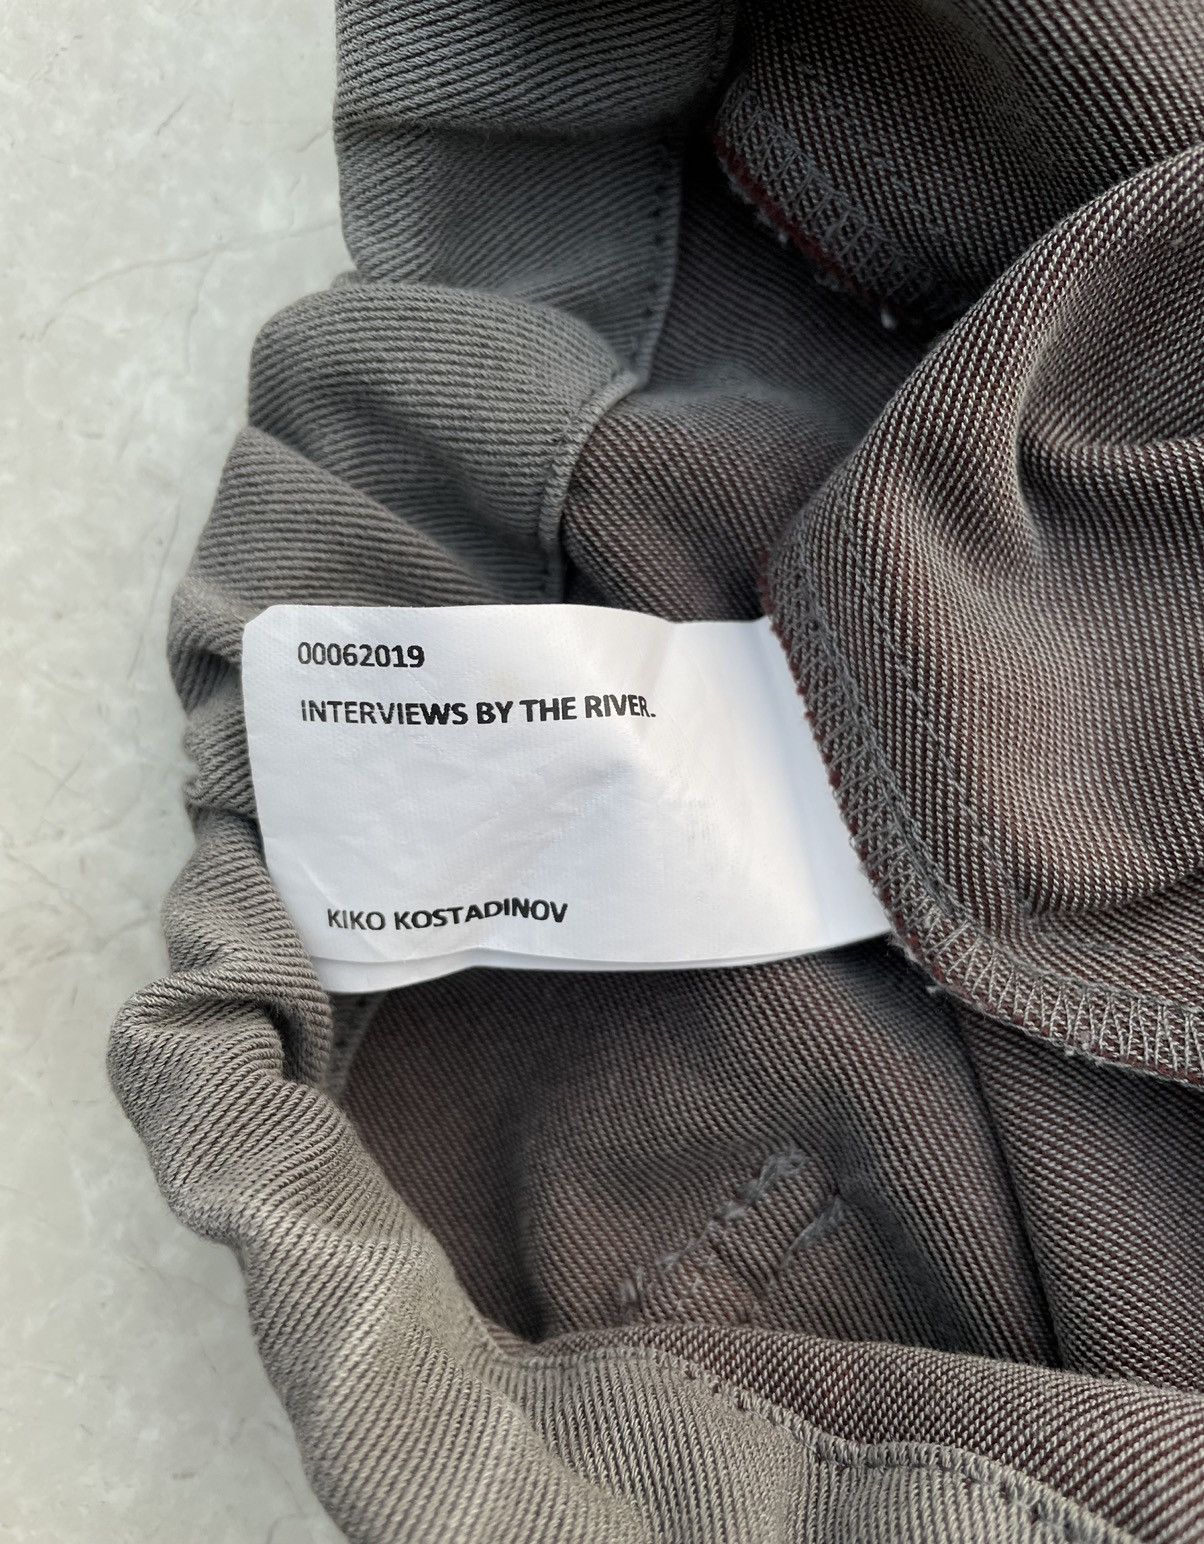 00062019
INTERVIEWS BY THE RIVER.
KIKO KOSTADINOV